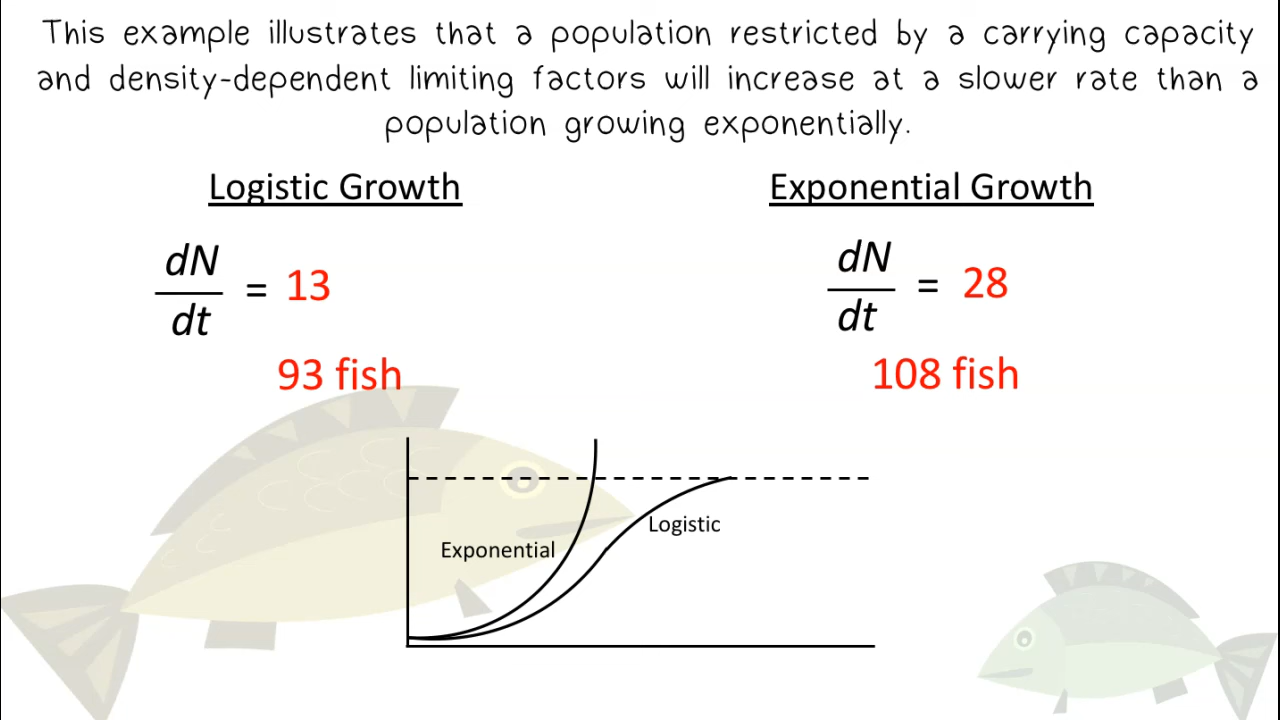 This example illustrates that a population restricted by a carrying capacity
and density-dependent limiting factors will increase at a slower rate than a
population growing exponentially.
Logistic Growth
dN
dt
= 13
93 fish
Exponential Growth
dN
dt
= 28
108 fish
Exponential
Logistic